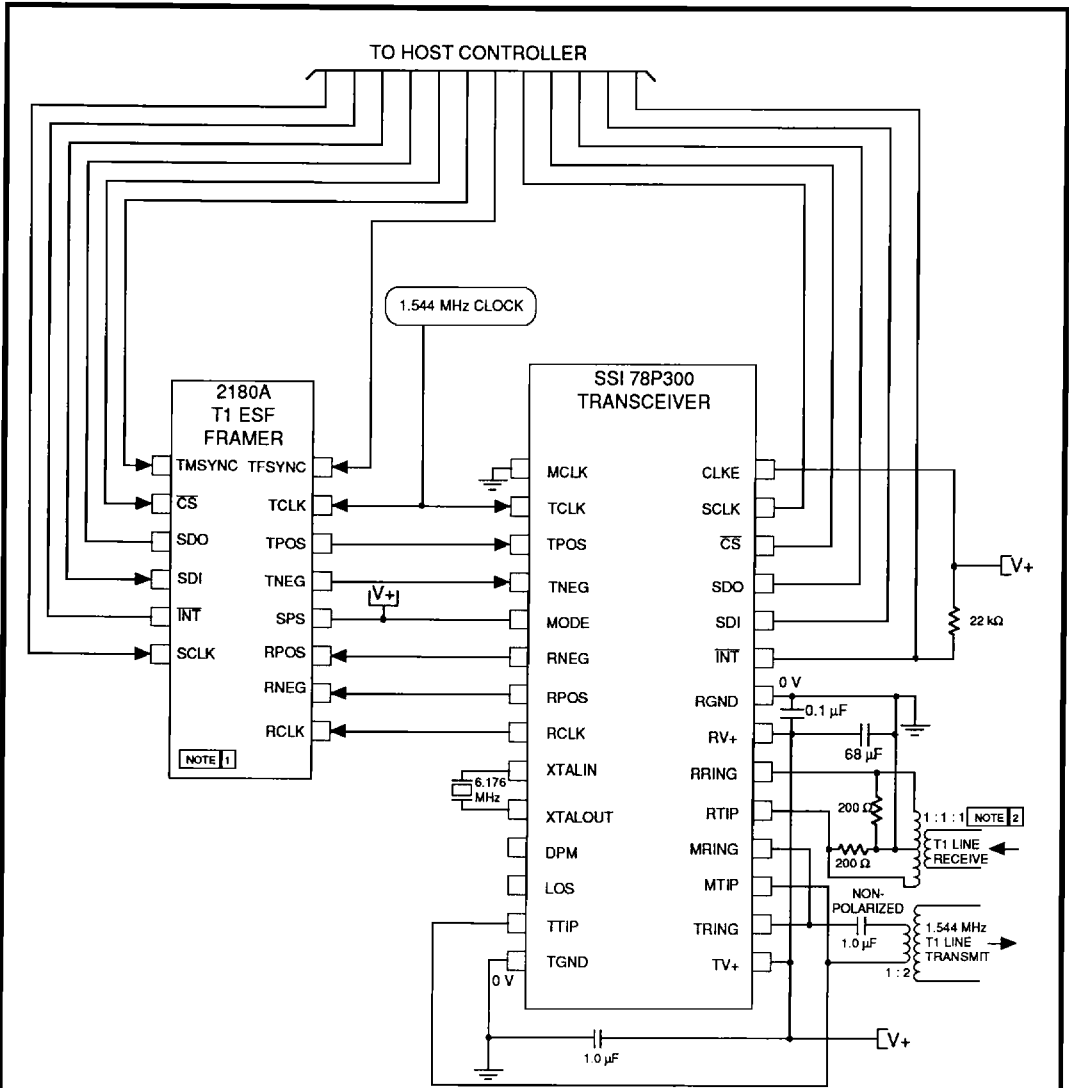 TO HOST CONTROLLER
1.544 MHz CLOCK
2180A
T1 ESF
FRAMER
TMSYNC TFSYNC
CS TCLK
SDO TPOS
SDI TNEG
INT SPS
SCLK RPOS
RNEG
RCLK
NOTE 1
V+
SSI 78P300
TRANSCEIVER
MCLK CLKE
TCLK SCLK
TPOS CS
TNEG SDO
MODE SDI
RNEG INT
RPOS RGND
RCLK RV+
XTALIN RRING
XTALOUT RTIP
DPM MRING
LOS MTIP
TTIP TRING
TGND TV+
6.176
MHz
0 V
1.0 µF
V+
22 kΩ
0 V
0.1 µF
68 µF
200 Ω
200 Ω
1 : 1 : 1 NOTE 2
T1 LINE
RECEIVE
NON-
POLARIZED
1.0 µF
1.544 MHz
T1 LINE
TRANSMIT
1 : 2
V+